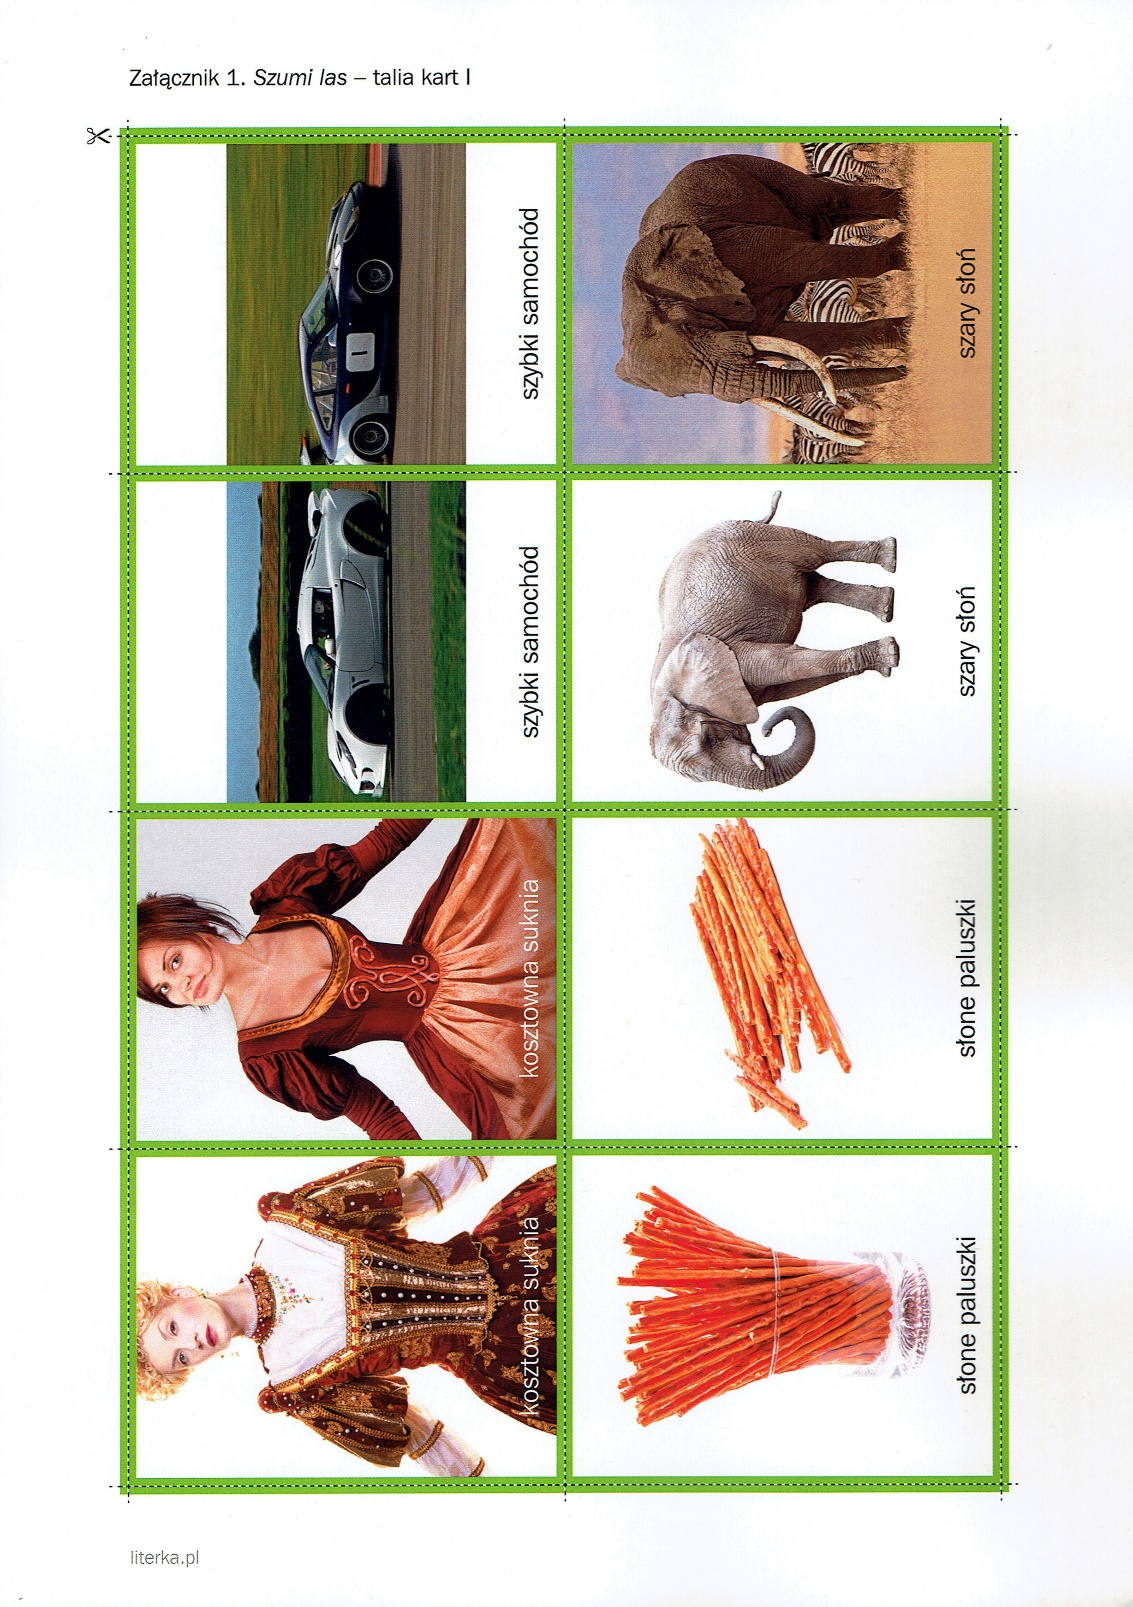 Załącznik 1. Szumi las – talia kart I
szybki samochód
szary słoń
szybki samochód
szary słoń
kosztowna suknia
słone paluszki
kosztowna suknia
słone paluszki
literka.pl